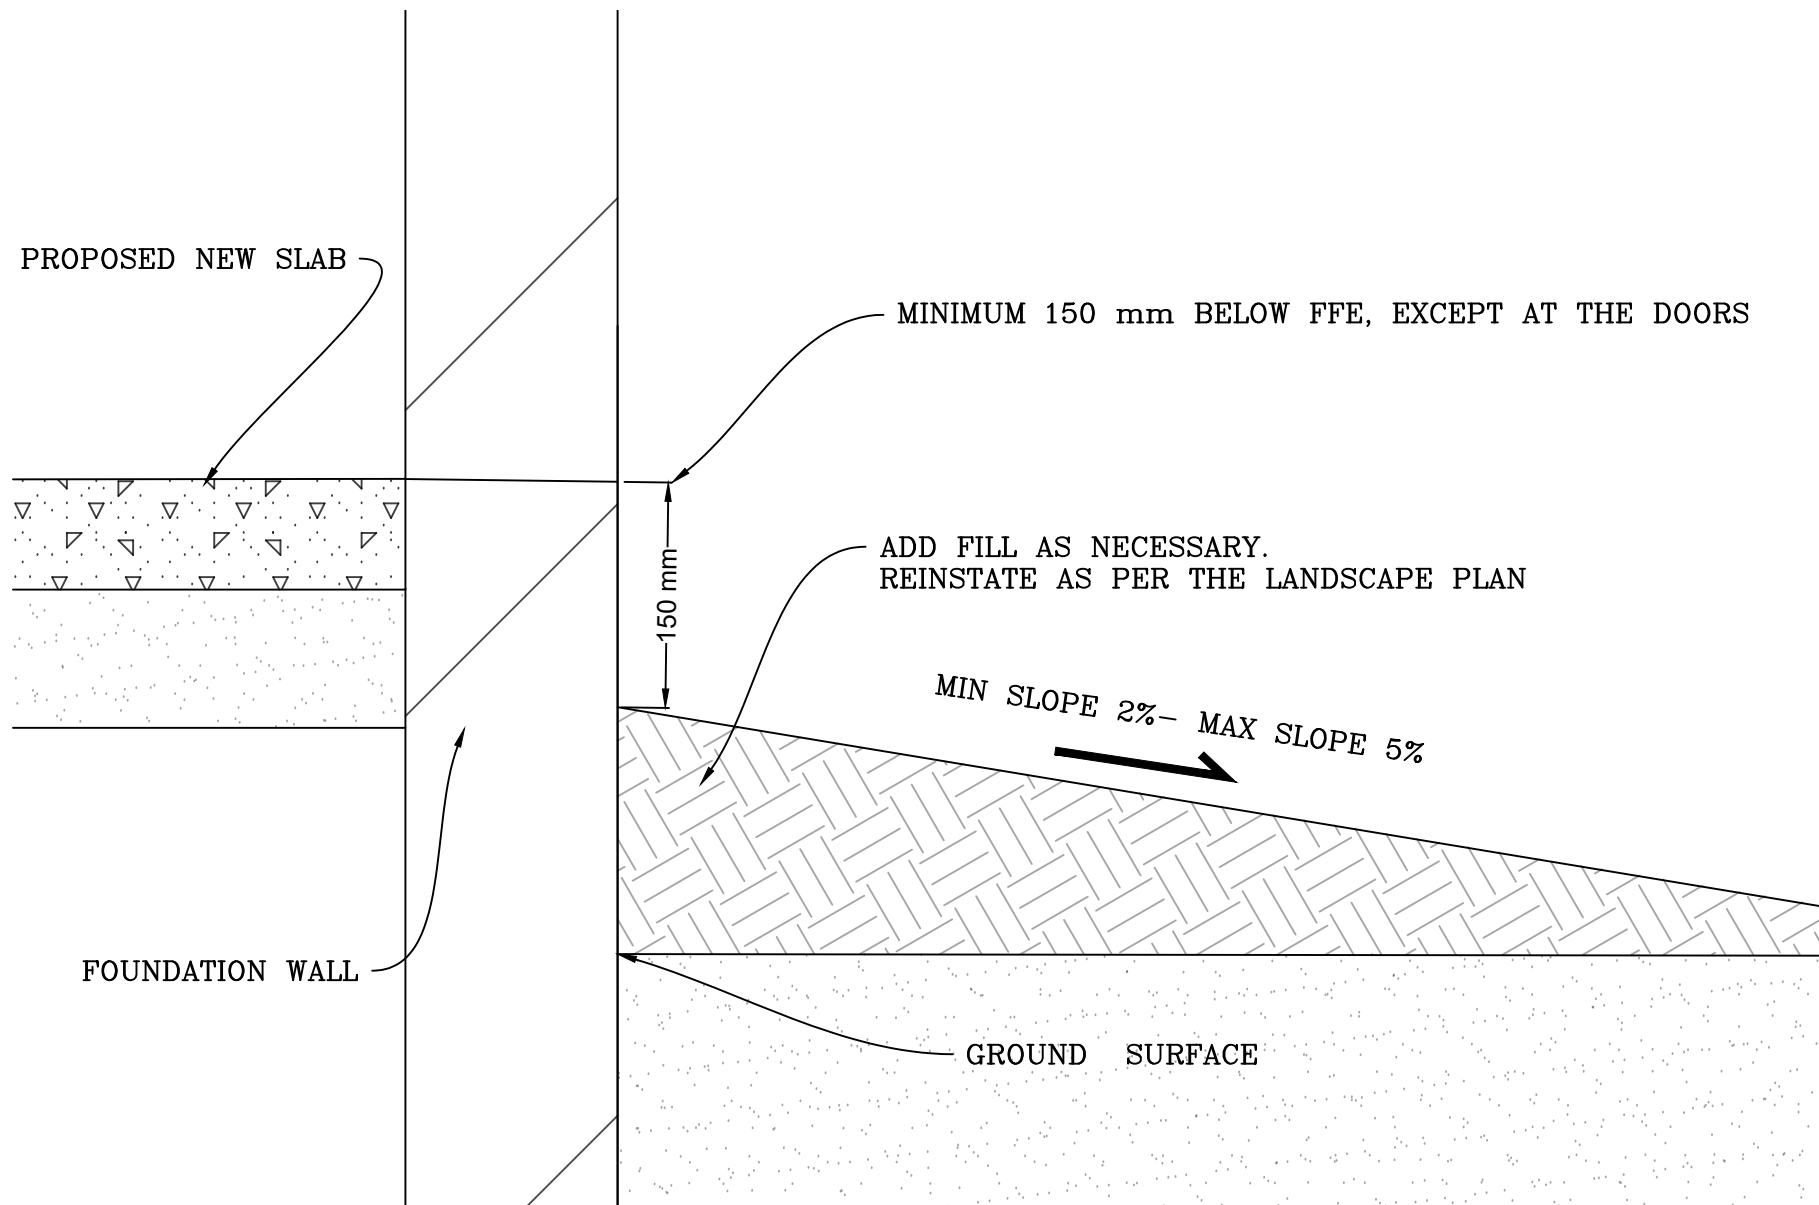 PROPOSED NEW SLAB
MINIMUM 150 mm BELOW FFE, EXCEPT AT THE DOORS
150 mm
ADD FILL AS NECESSARY.
REINSTATE AS PER THE LANDSCAPE PLAN
MIN SLOPE 2%- MAX SLOPE 5%
FOUNDATION WALL
GROUND SURFACE